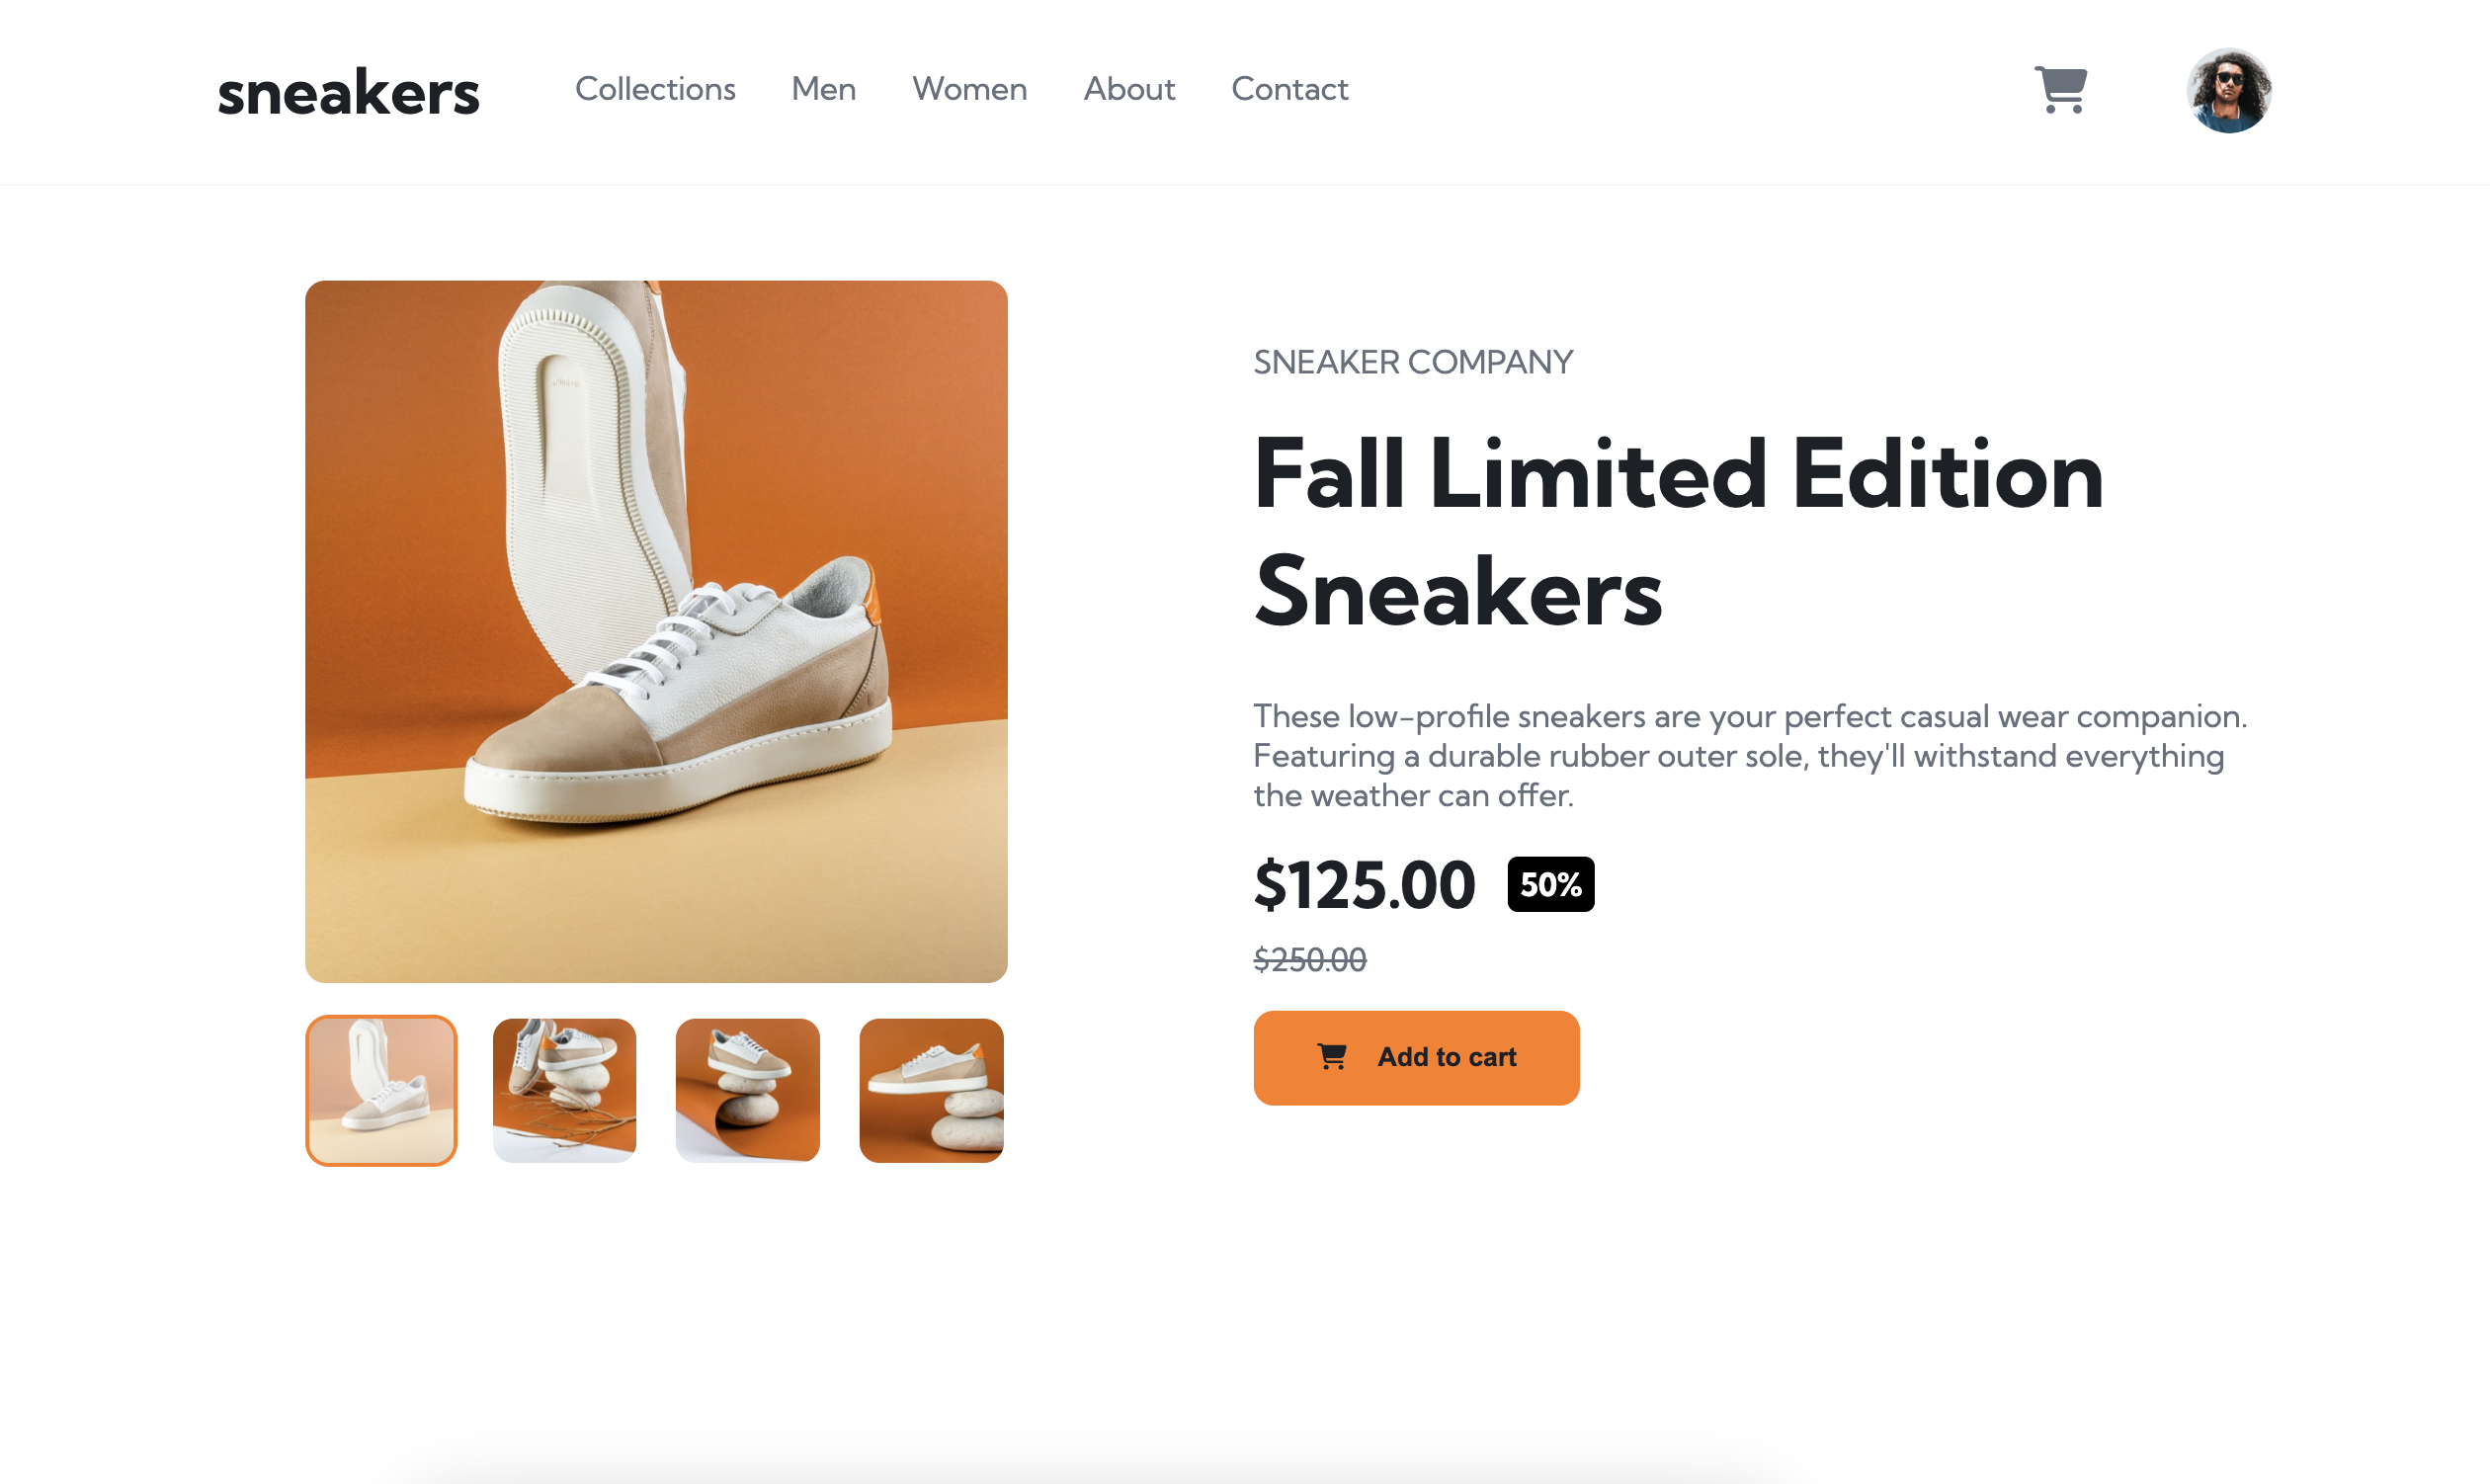 sneakers
Collections
Men
Women
About
Contact
SNEAKER COMPANY
Fall Limited Edition
Sneakers
These low-profile sneakers are your perfect casual wear companion.
Featuring a durable rubber outer sole, they'll withstand everything
the weather can offer.
$125.00
50%
$250.00
Add to cart